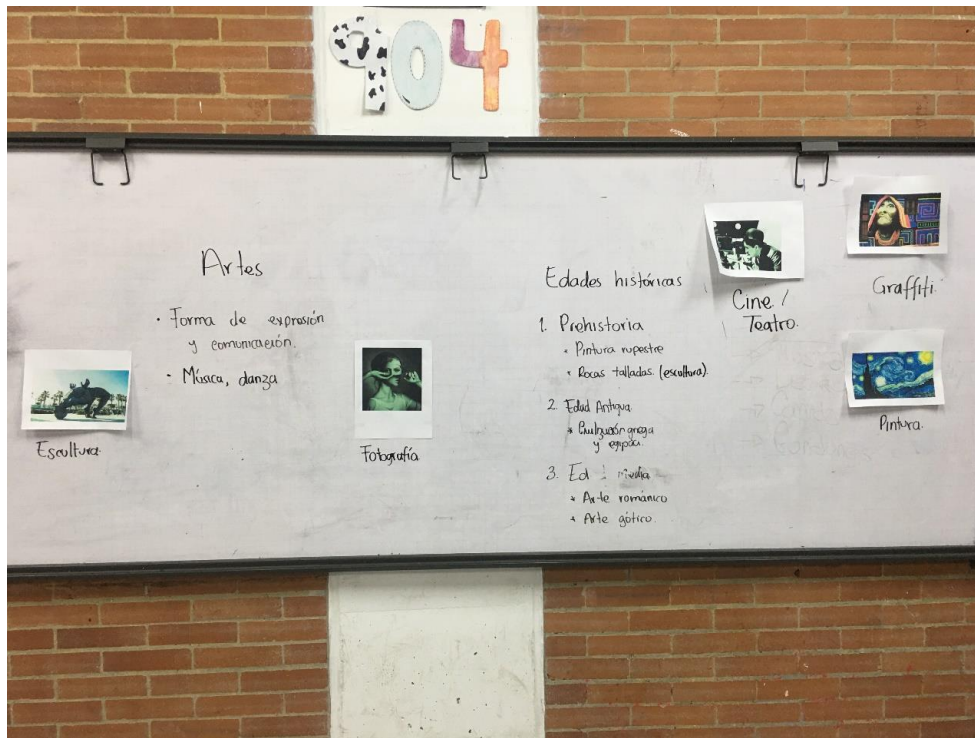 904
Artes
· Forma de expresión
y comunicación.
· Música, danza
Escultura.
Fotografía
Edades históricas
1. Prehistoria
• Pintura rupestre
• Rocas talladas. (escultura).
2. Edad Antigua.
* Civilización griega
y egipcia.
3. Ed media
* Arte románico
* Arte gótico.
Cine /
Teatro.
Graffiti.
Pintura.